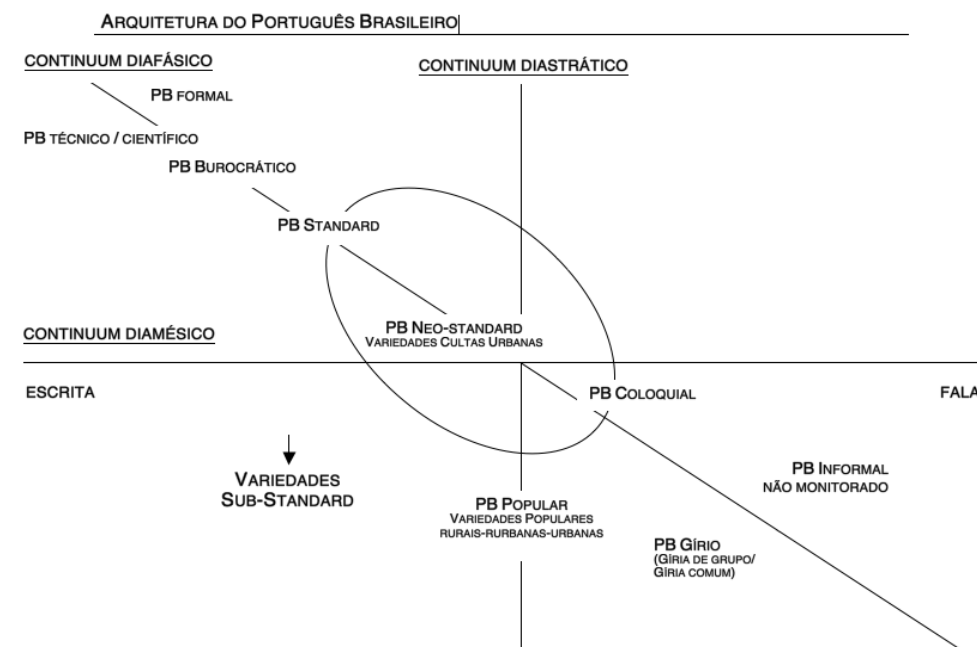 ARQUITETURA DO PORTUGUÊS BRASILEIRO
CONTINUUM DIAFÁSICO
CONTINUUM DIASTRÁTICO
PB FORMAL
PB TÉCNICO / CIENTÍFICO
PB BUROCRÁTICO
PB STANDARD
CONTINUUM DIAMÉSICO
PB NEO-STANDARD
VARIEDADES CULTAS URBANAS
ESCRITA
PB COLOQUIAL
FALA
VARIEDADES
SUB-STANDARD
PB INFORMAL
NÃO MONITORADO
PB POPULAR
VARIEDADES POPULARES
RURAIS-RURBANAS-URBANAS
PB GÍRIO
(GÍRIA DE GRUPO/
GÍRIA COMUM)